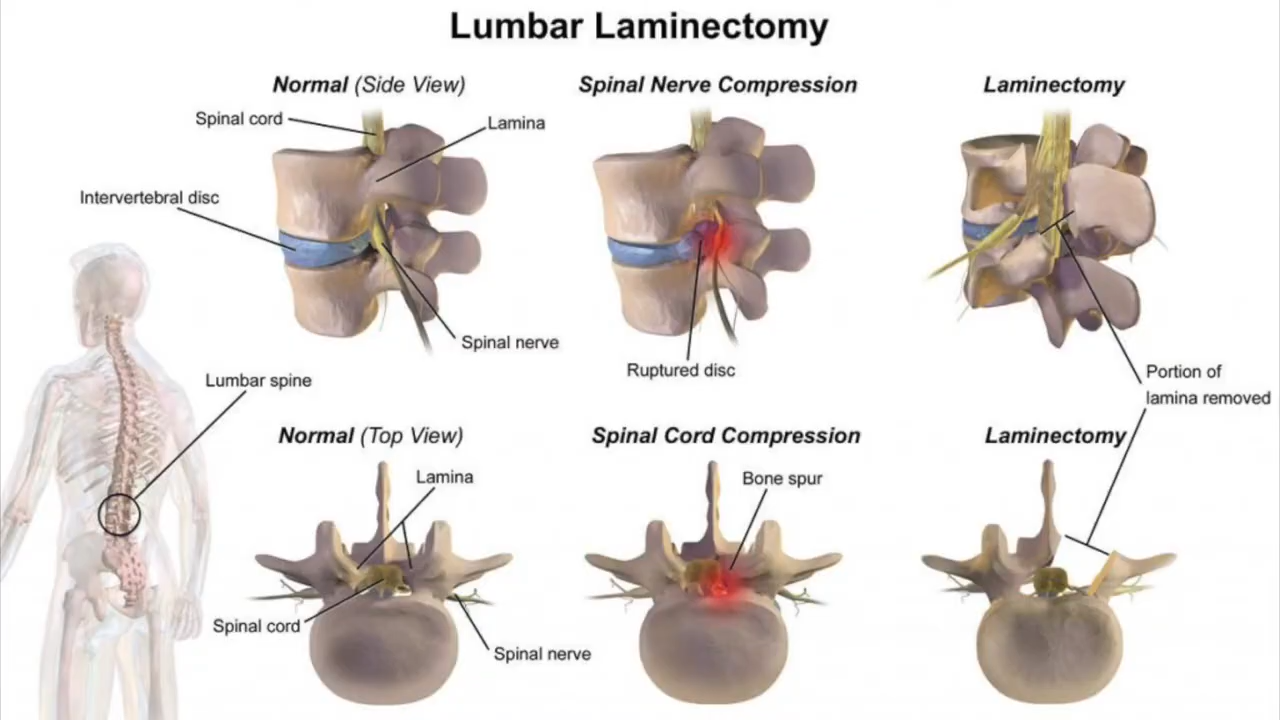 Lumbar Laminectomy
Normal (Side View)
Spinal Nerve Compression
Laminectomy
Spinal cord
Lamina
Intervertebral disc
Spinal nerve
Ruptured disc
Portion of
lamina removed
Lumbar spine
Normal (Top View)
Spinal Cord Compression
Laminectomy
Lamina
Bone spur
Spinal cord
Spinal nerve